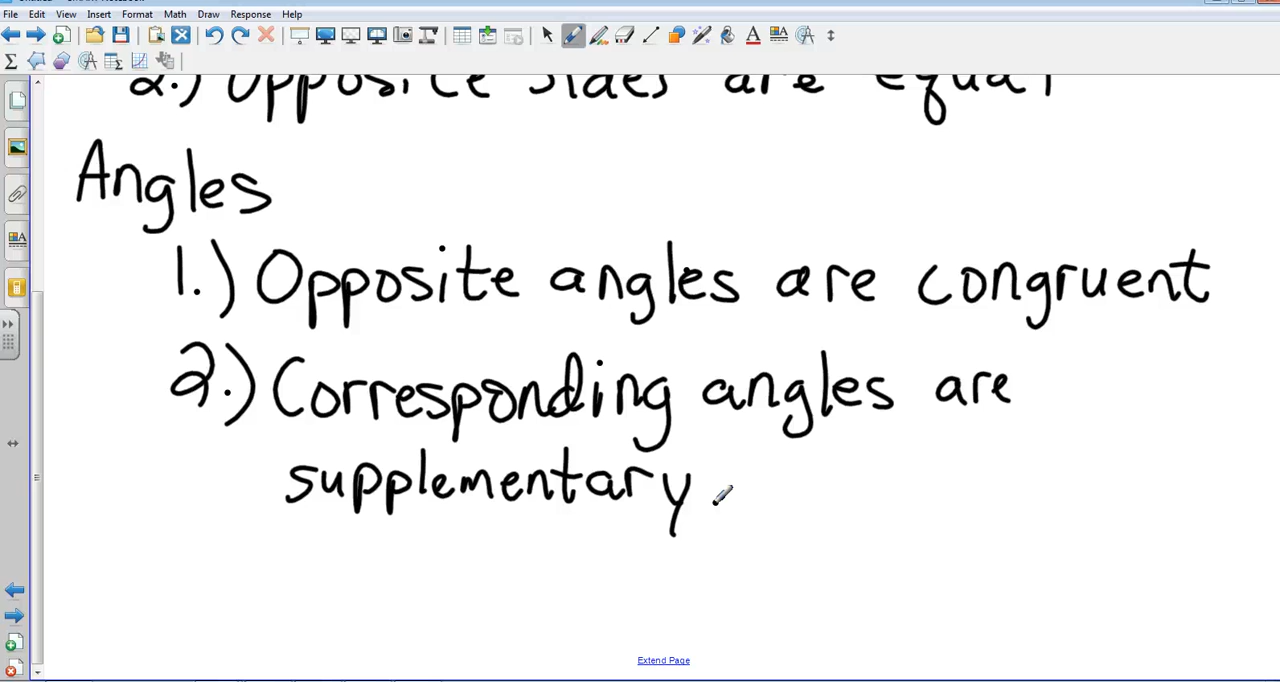 File Edit View Insert Format Math Draw Response Help
2.) Opposite sides are equal
Angles
1.) Opposite angles are congruent
2.) Corresponding angles are
supplementary
Extend Page